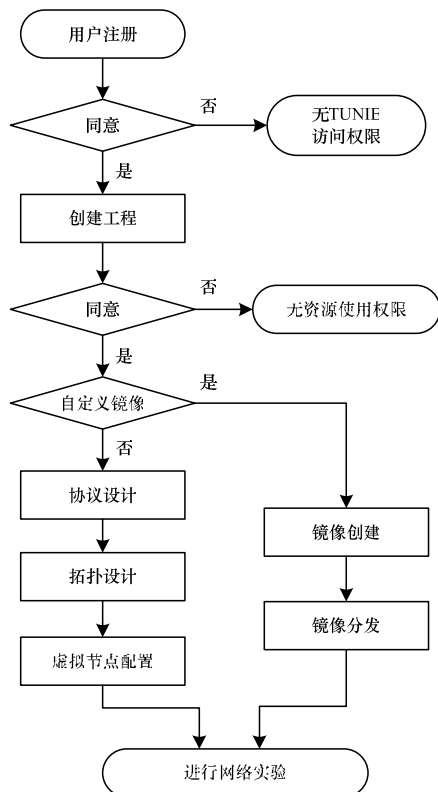 用户注册
同意
否
无TUNIE
访问权限
是
创建工程
同意
否
无资源使用权限
是
自定义镜像
是
否
协议设计
镜像创建
拓扑设计
镜像分发
虚拟节点配置
进行网络实验